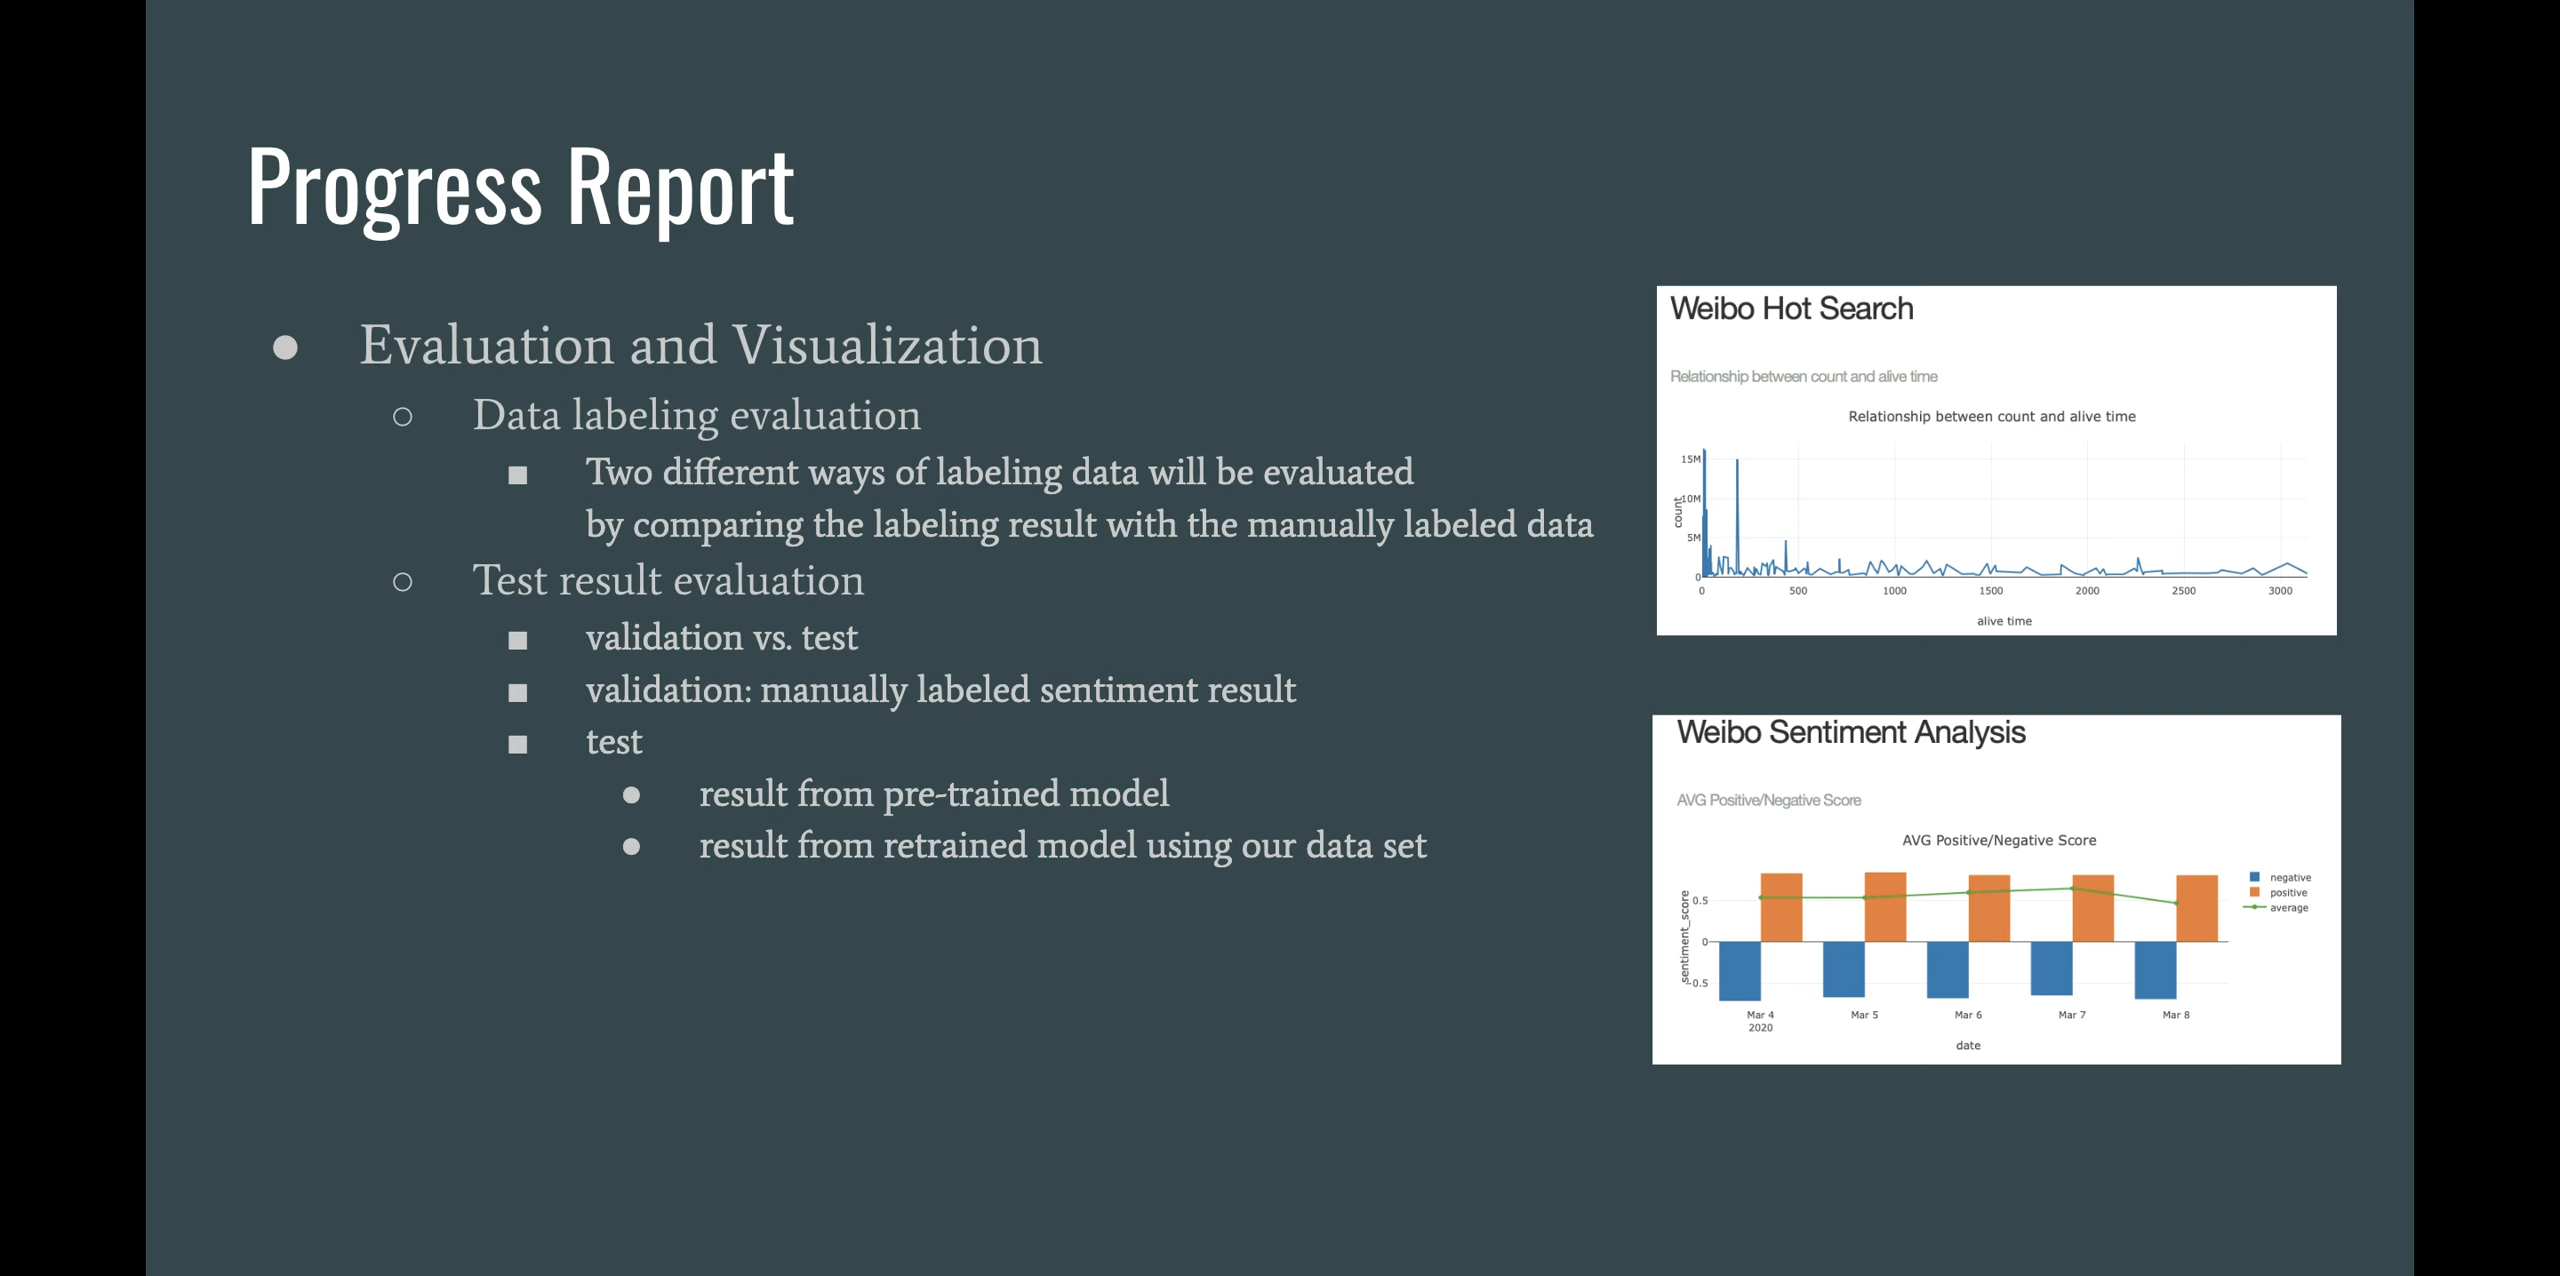 Progress Report
● Evaluation and Visualization
○ Data labeling evaluation
■ Two different ways of labeling data will be evaluated
by comparing the labeling result with the manually labeled data
○ Test result evaluation
■ validation vs. test
■ validation: manually labeled sentiment result
■ test
● result from pre-trained model
● result from retrained model using our data set
Weibo Hot Search
Relationship between count and alive time
Relationship between count and alive time
15M
10M
5M
0
count
0 500 1000 1500 2000 2500 3000
alive time
Weibo Sentiment Analysis
AVG Positive/Negative Score
AVG Positive/Negative Score
negative
positive
average
0.5
0
−0.5
sentiment_score
Mar 4 Mar 5 Mar 6 Mar 7 Mar 8
2020
date